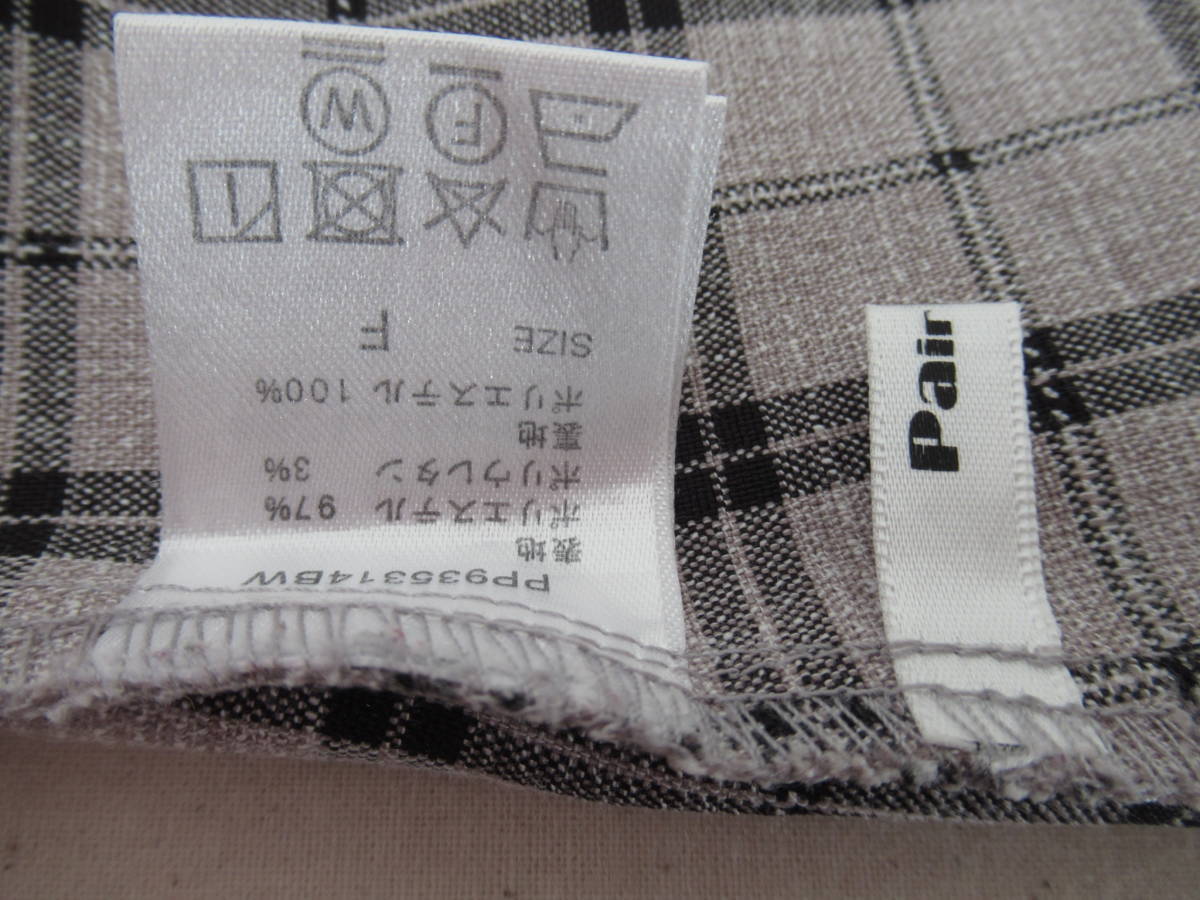 PP935314BW
表地
ポリエステル 97%
ポリウレタン 3%
裏地
ポリエステル 100%
SIZE F
F
W
Pair